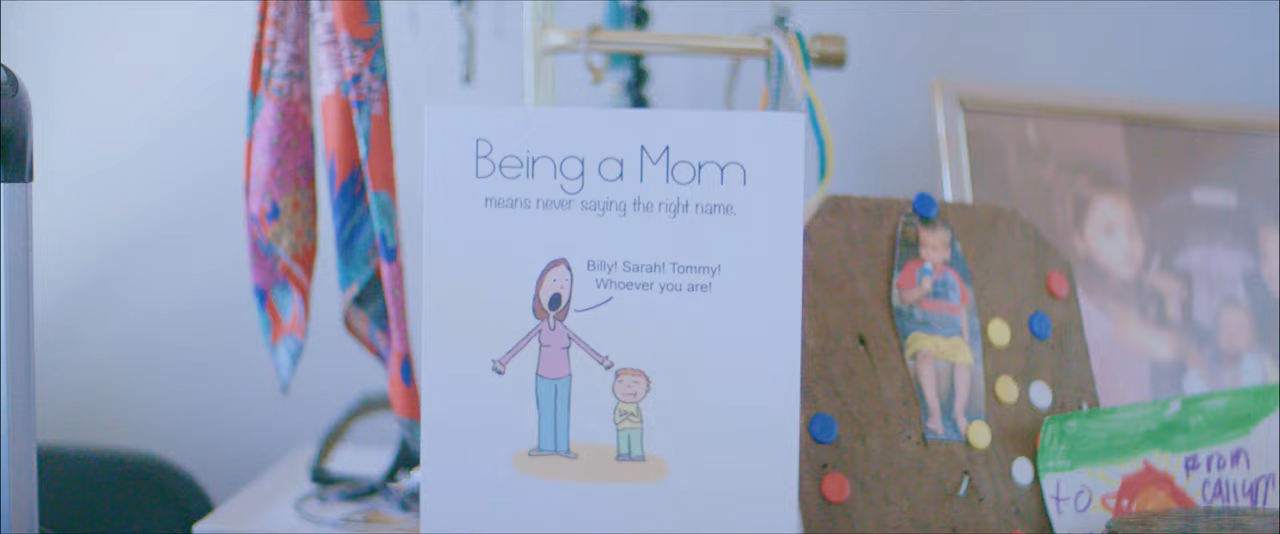 Being a Mom
means never saying the right name.
Billy! Sarah! Tommy!
Whoever you are!
From
to
Callum